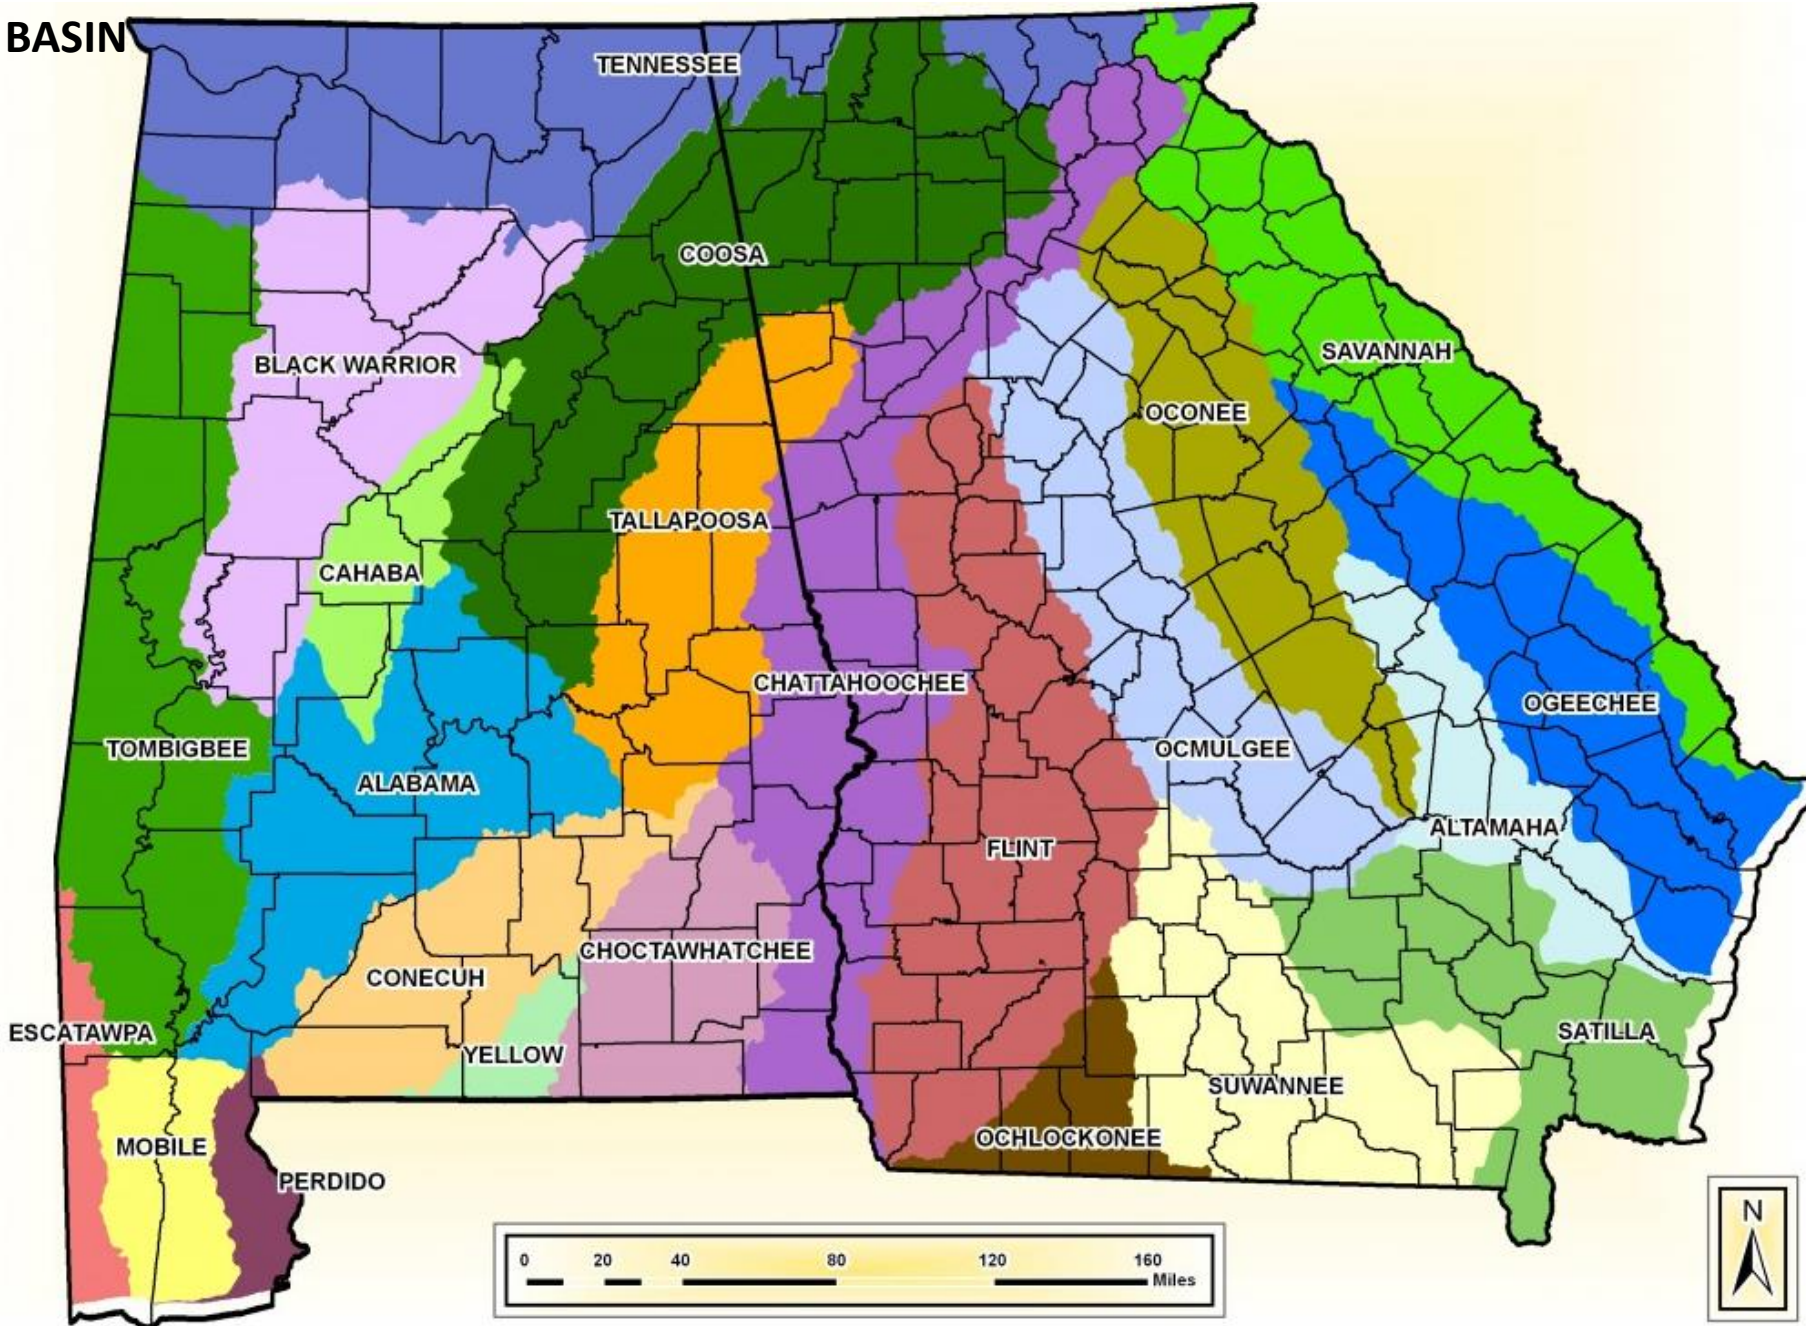 BASIN
TENNESSEE
COOSA
SAVANNAH
BLACK WARRIOR
OCONEE
TALLAPOOSA
CAHABA
CHATTAHOOCHEE
OGEECHEE
TOMBIGBEE
OCMULGEE
ALABAMA
ALTAMAHA
FLINT
CHOCTAWHATCHEE
CONECUH
ESCATAWPA
SATILLA
YELLOW
SUWANNEE
OCHLOCKONEE
MOBILE
PERDIDO
N
0 20 40 80 120 160
Miles